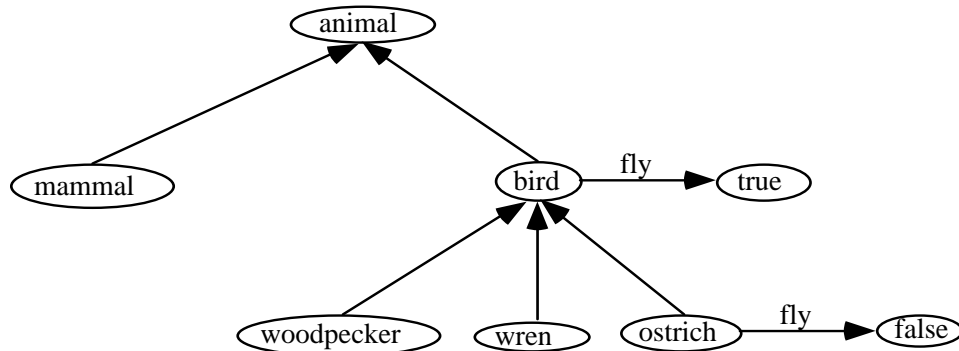 animal
mammal
bird
fly
true
woodpecker
wren
ostrich
fly
false